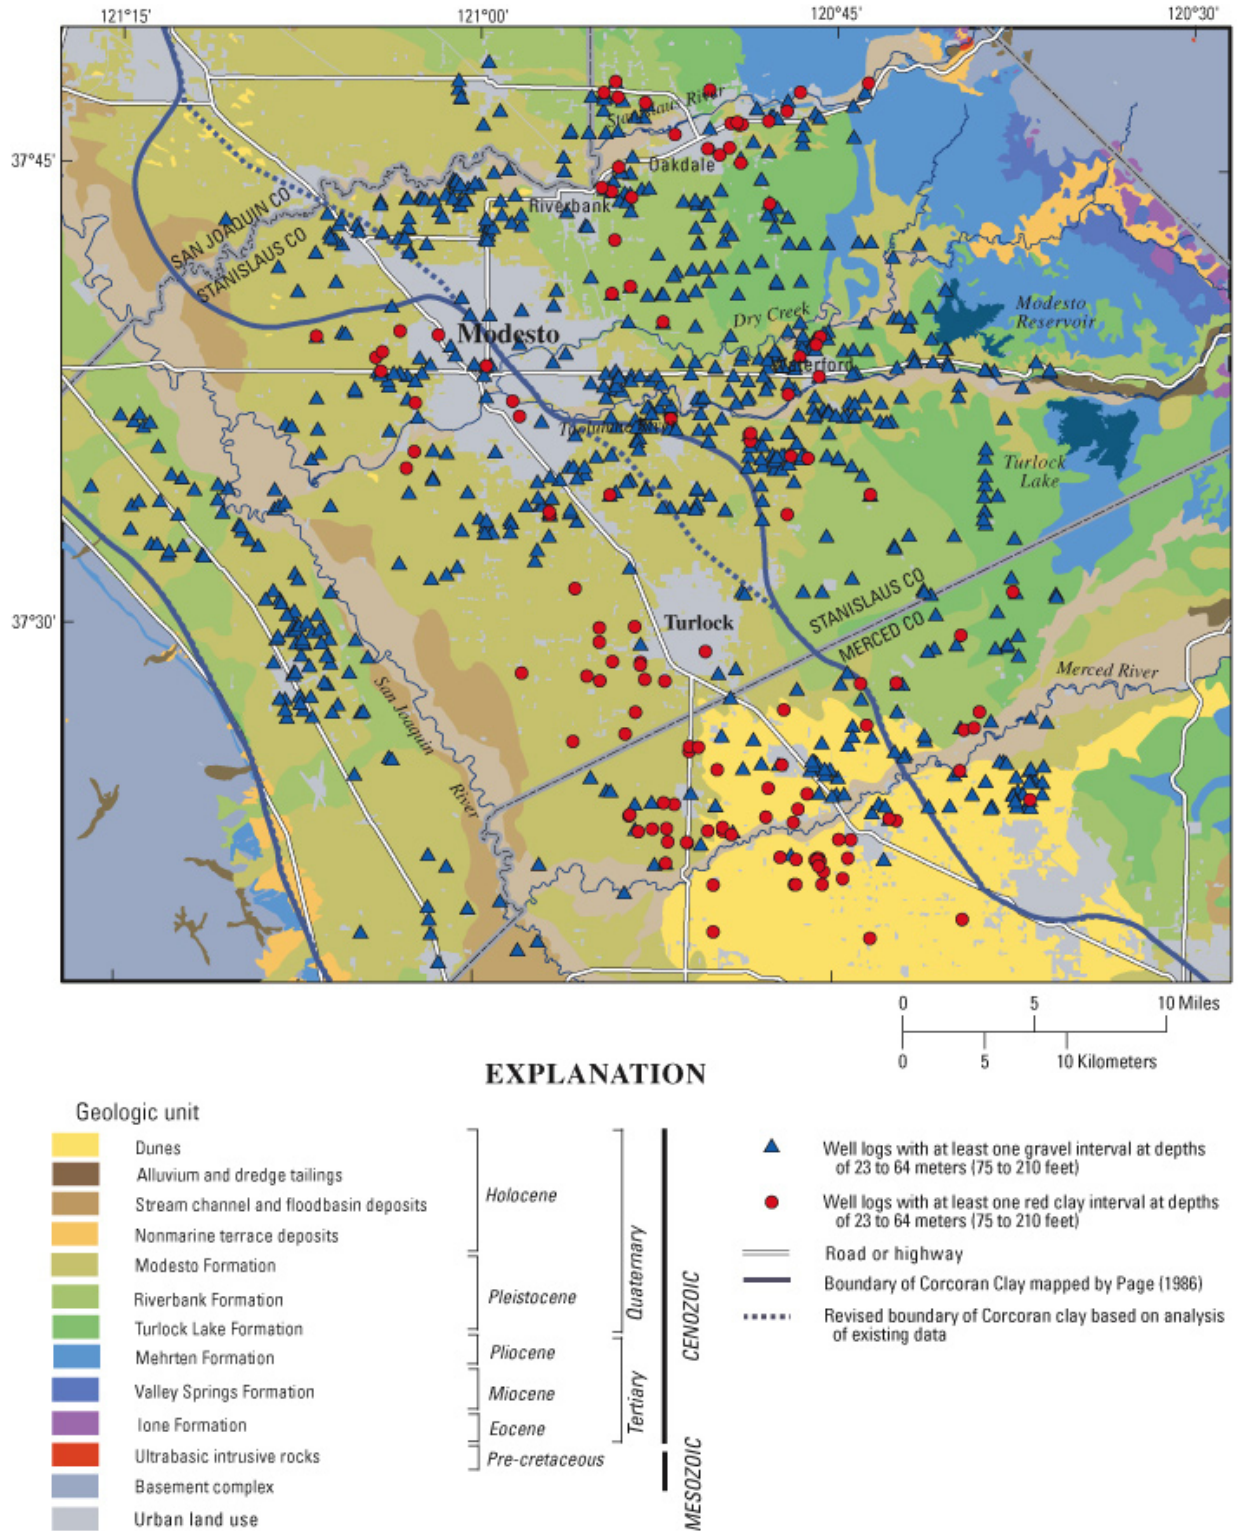 121°15'
121°00'
120°45'
120°30'
Stanislaus River
37°45'
Oakdale
Riverbank
SAN JOAQUIN CO
STANISLAUS CO
Modesto
Reservoir
Dry Creek
Modesto
Waterford
Tuolumne River
Turlock
Lake
STANISLAUS CO
MERCED CO
37°30'
Turlock
Merced River
San Joaquin
River
0 5 10 Miles
0 5 10 Kilometers
EXPLANATION
Geologic unit
Dunes
Alluvium and dredge tailings
Stream channel and floodbasin deposits
Nonmarine terrace deposits
Modesto Formation
Riverbank Formation
Turlock Lake Formation
Mehrten Formation
Valley Springs Formation
Ione Formation
Ultrabasic intrusive rocks
Basement complex
Urban land use
Holocene
Pleistocene
Pliocene
Miocene
Eocene
Pre-cretaceous
Quaternary
Tertiary
CENOZOIC
MESOZOIC
Well logs with at least one gravel interval at depths
of 23 to 64 meters (75 to 210 feet)
Well logs with at least one red clay interval at depths
of 23 to 64 meters (75 to 210 feet)
Road or highway
Boundary of Corcoran Clay mapped by Page (1986)
Revised boundary of Corcoran clay based on analysis
of existing data